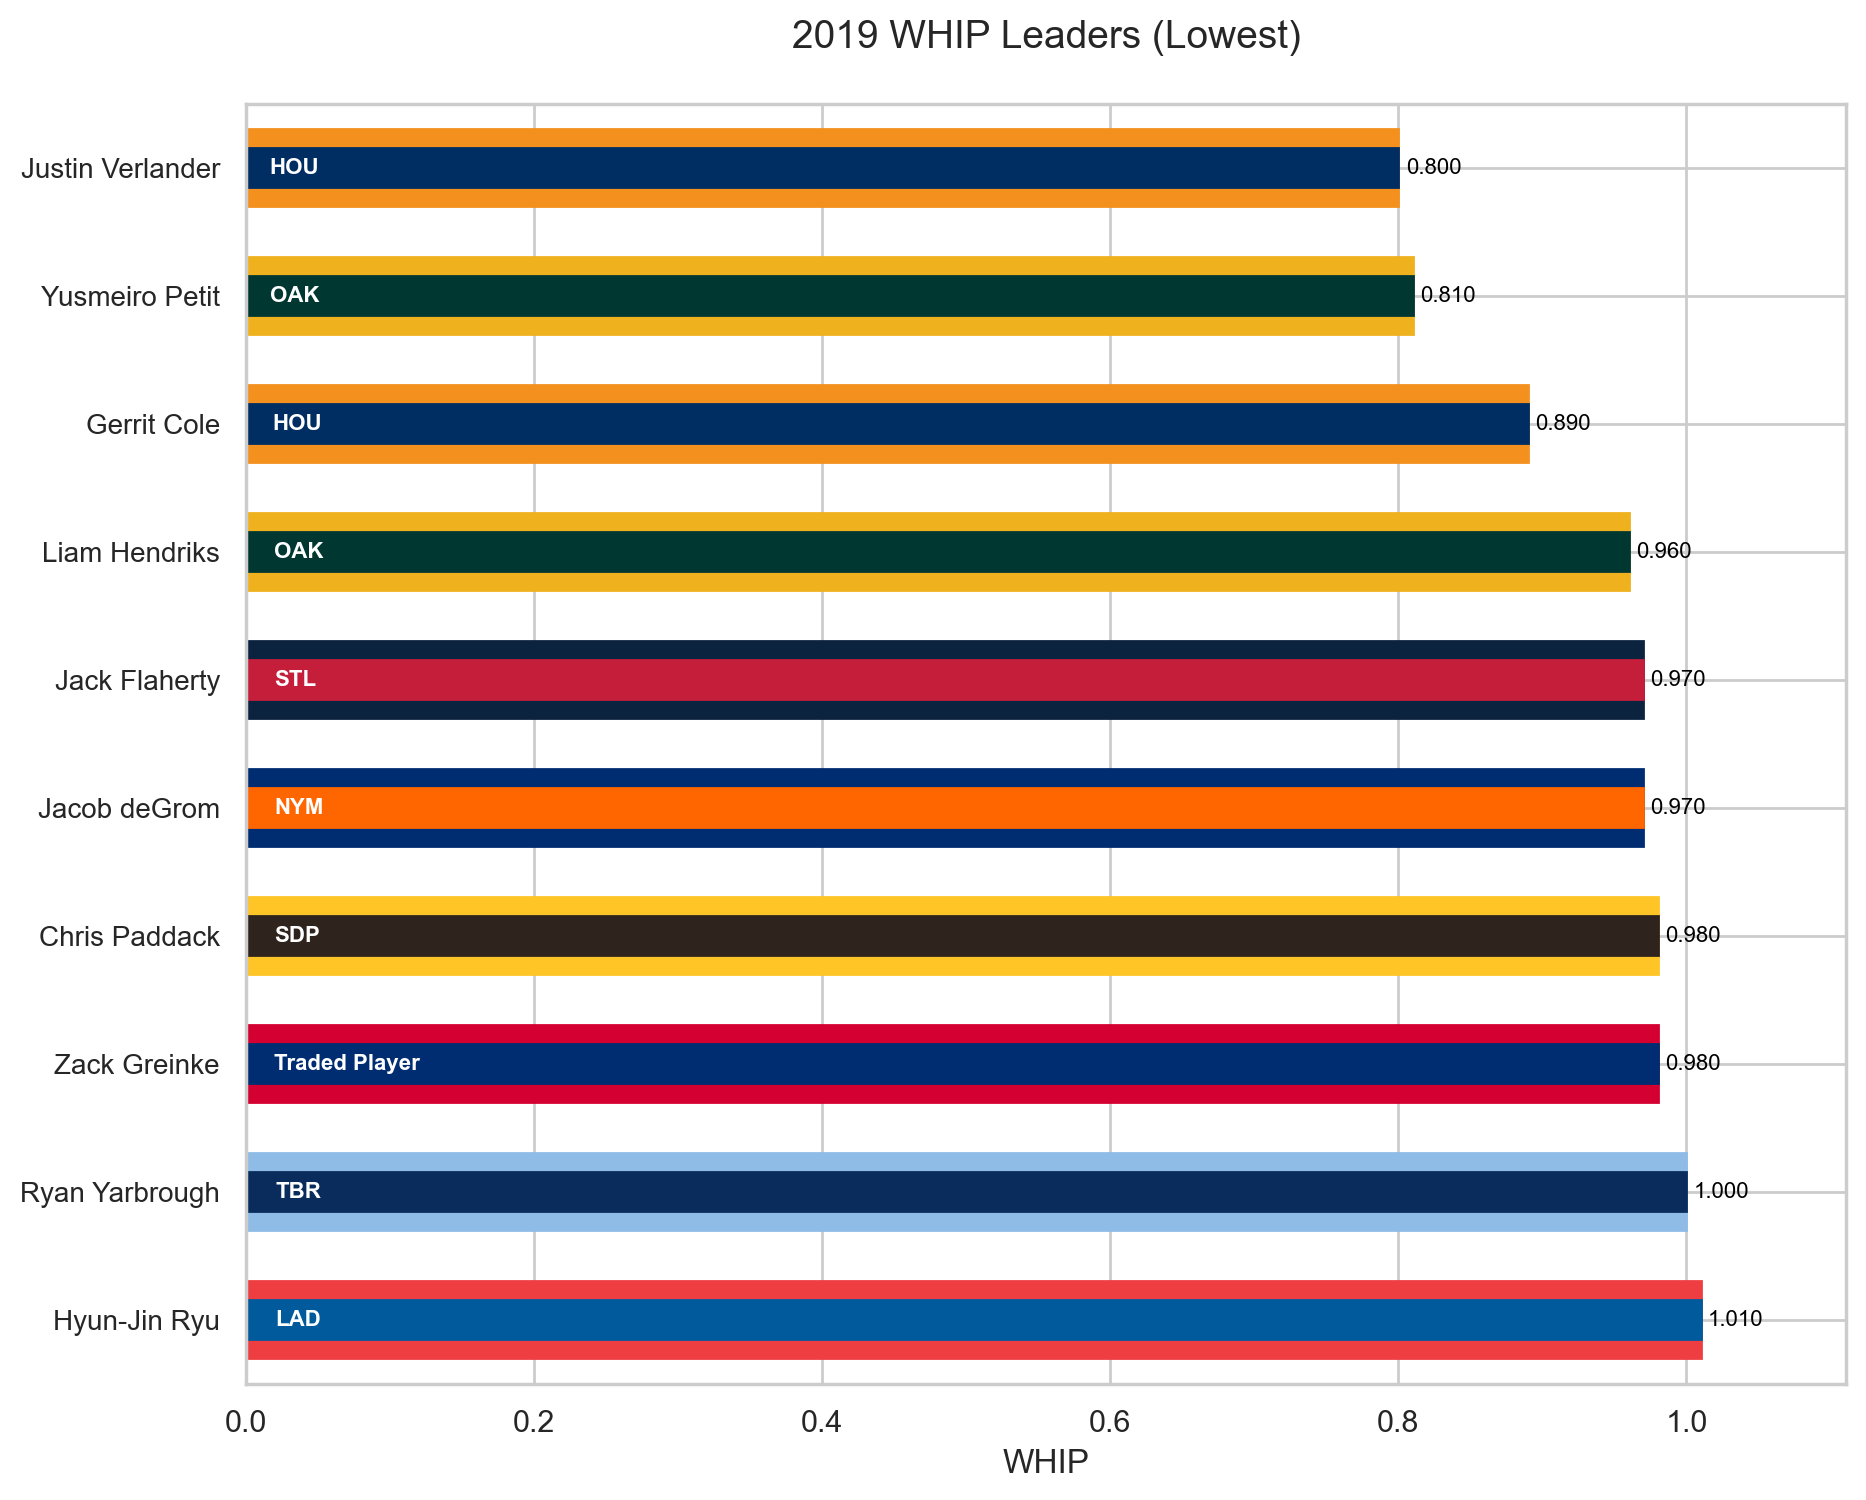 2019 WHIP Leaders (Lowest)
Justin Verlander HOU 0.800
Yusmeiro Petit OAK 0.810
Gerrit Cole HOU 0.890
Liam Hendriks OAK 0.960
Jack Flaherty STL 0.970
Jacob deGrom NYM 0.970
Chris Paddack SDP 0.980
Zack Greinke Traded Player 0.980
Ryan Yarbrough TBR 1.000
Hyun-Jin Ryu LAD 1.010
0.0 0.2 0.4 0.6 0.8 1.0
WHIP